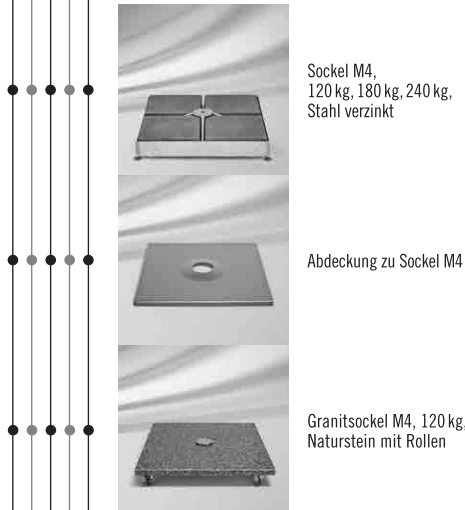 Sockel M4,
120 kg, 180 kg, 240 kg,
Stahl verzinkt
Abdeckung zu Sockel M4
Granitsockel M4, 120 kg,
Naturstein mit Rollen